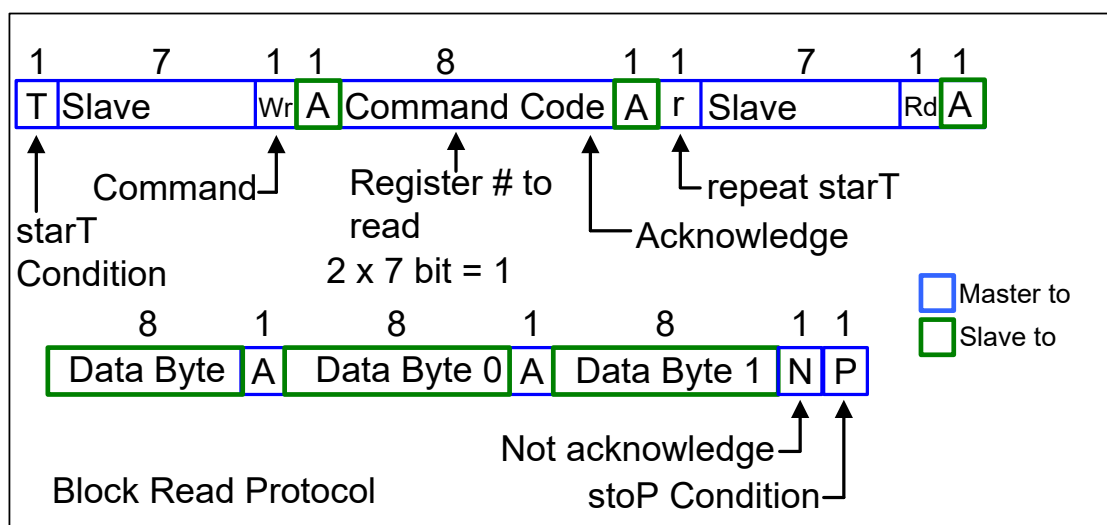 1 7 1 1 8 1 1 7 1 1
T Slave Wr A Command Code A r Slave Rd A
Command
Register # to
read
2 x 7 bit = 1
repeat starT
Acknowledge
starT
Condition
Master to
Slave to
8 1 8 1 8 1 1
Data Byte A Data Byte 0 A Data Byte 1 N P
Not acknowledge
stoP Condition
Block Read Protocol